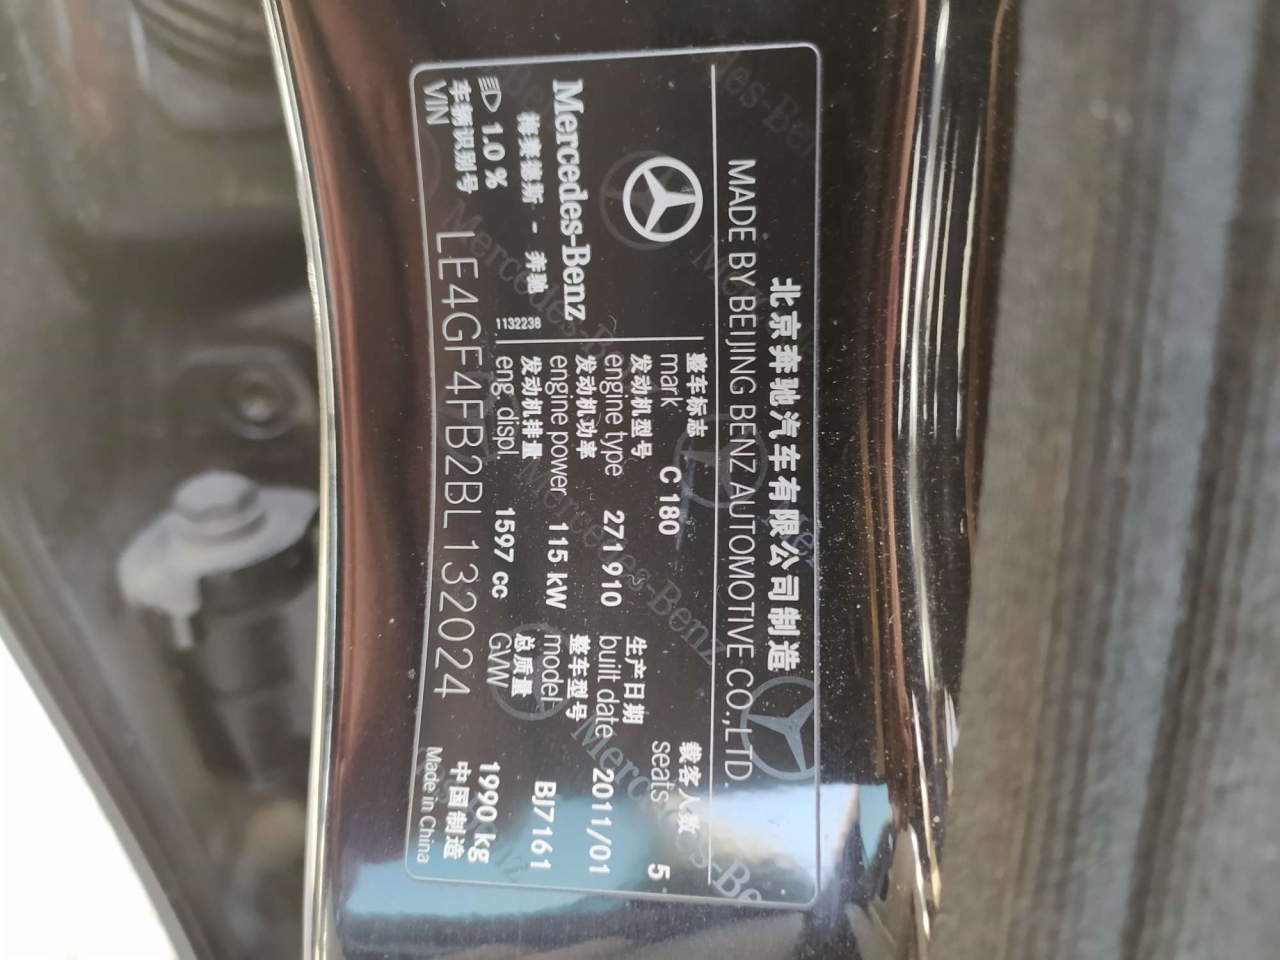 北京奔驰汽车有限公司制造
MADE BY BEIJING BENZ AUTOMOTIVE CO.,LTD.
Mercedes-Benz
梅赛德斯 - 奔驰
1.0 %
1132238
整车标志
mark C 180
载客人数
seats 5
发动机型号
engine type 271910
生产日期
built date 2011/01
发动机功率
engine power 115 kW
整车型号
model BJ7161
发动机排量
eng. displ. 1597 cc
总质量
GVW 1990 kg
车辆识别号
VIN LE4GF4FB2BL132024
中国制造
Made in China